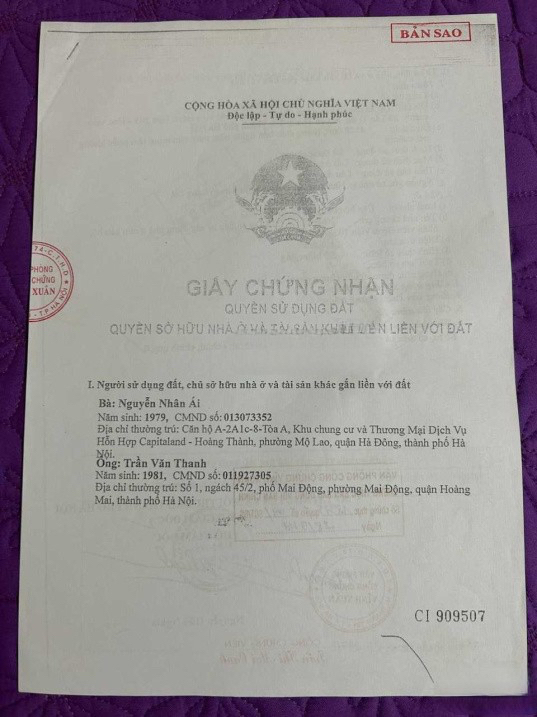 BẢN SAO
CỘNG HÒA XÃ HỘI CHỦ NGHĨA VIỆT NAM
Độc lập - Tự do - Hạnh phúc
PHÒNG
CHỨNG
XUÂN
GIẤY CHỨNG NHẬN
QUYỀN SỬ DỤNG ĐẤT
QUYỀN SỞ HỮU NHÀ Ở VÀ TÀI SẢN KHÁC GẮN LIỀN VỚI ĐẤT
I. Người sử dụng đất, chủ sở hữu nhà ở và tài sản khác gắn liền với đất
Bà: Nguyễn Nhân Ái
Năm sinh: 1979, CMND số: 013073352
Địa chỉ thường trú: Căn hộ A-2A1c-8-Tòa A, Khu chung cư và Thương Mại Dịch Vụ
Hỗn Hợp Capitaland - Hoàng Thành, phường Mộ Lao, quận Hà Đông, thành phố Hà
Nội.
Ông: Trần Văn Thanh
Năm sinh: 1981, CMND số: 011927305
Địa chỉ thường trú: Số 1, ngách 45/2, phố Mai Động, phường Mai Động, quận Hoàng
Mai, thành phố Hà Nội.
CI 909507